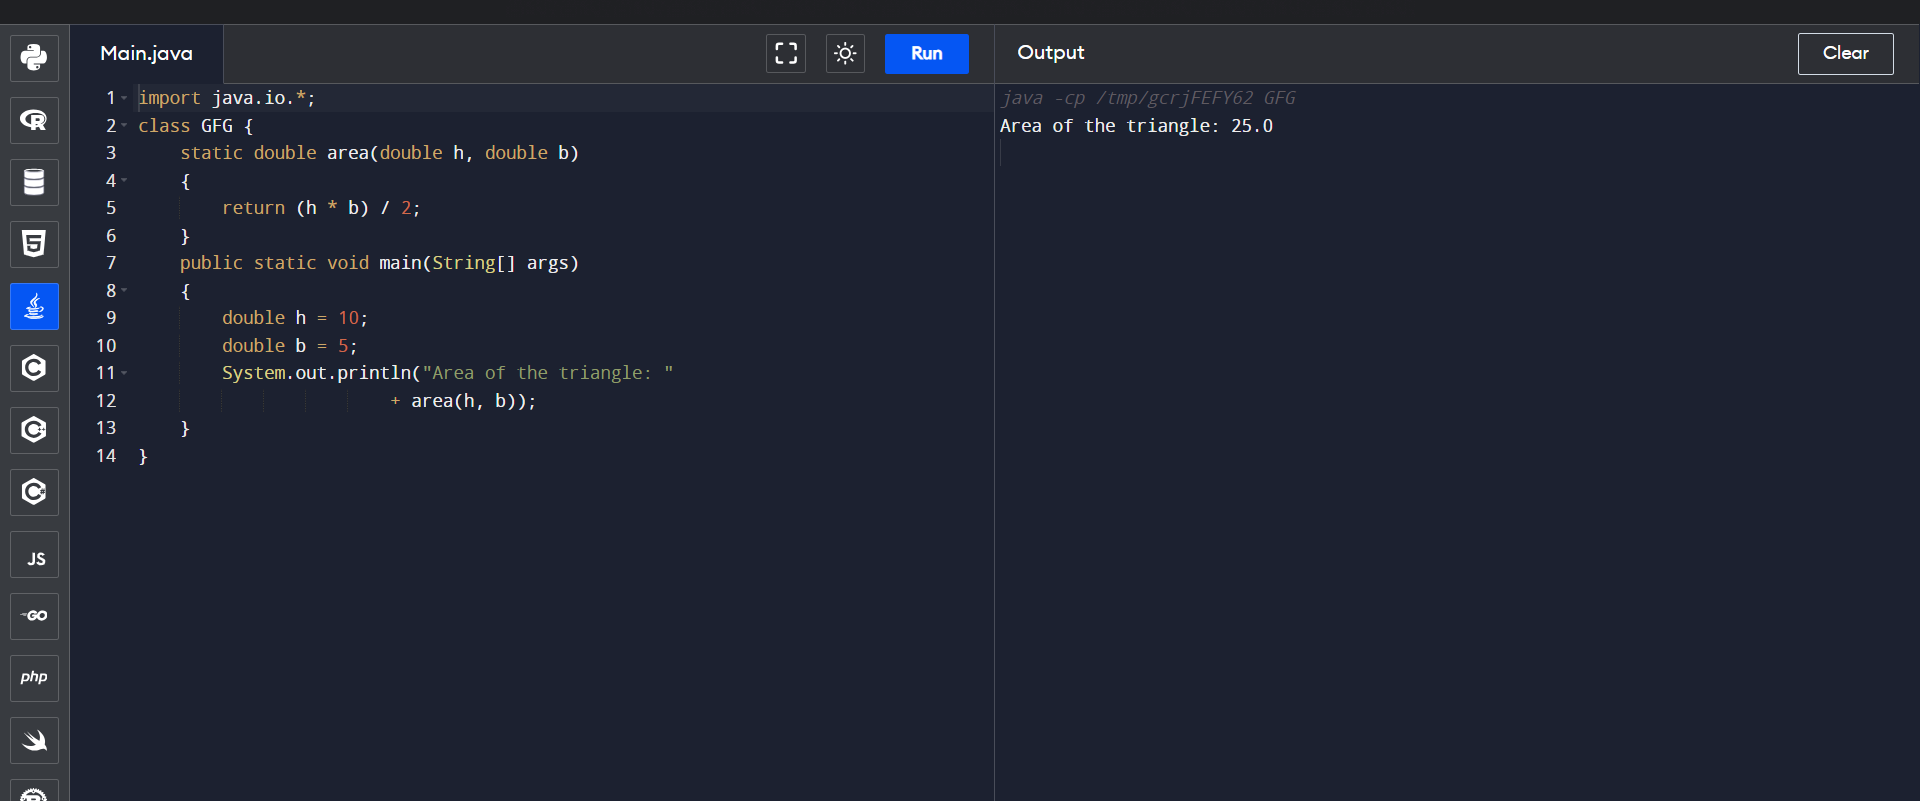 Main.java
Run
Output
Clear
1 import java.io.*;
2 class GFG {
3     static double area(double h, double b)
4     {
5         return (h * b) / 2;
6     }
7     public static void main(String[] args)
8     {
9         double h = 10;
10         double b = 5;
11         System.out.println("Area of the triangle: "
12                         + area(h, b));
13     }
14 }
java -cp /tmp/gcrjFEFY62 GFG
Area of the triangle: 25.0
R
5
C
C++
C#
JS
GO
php
R